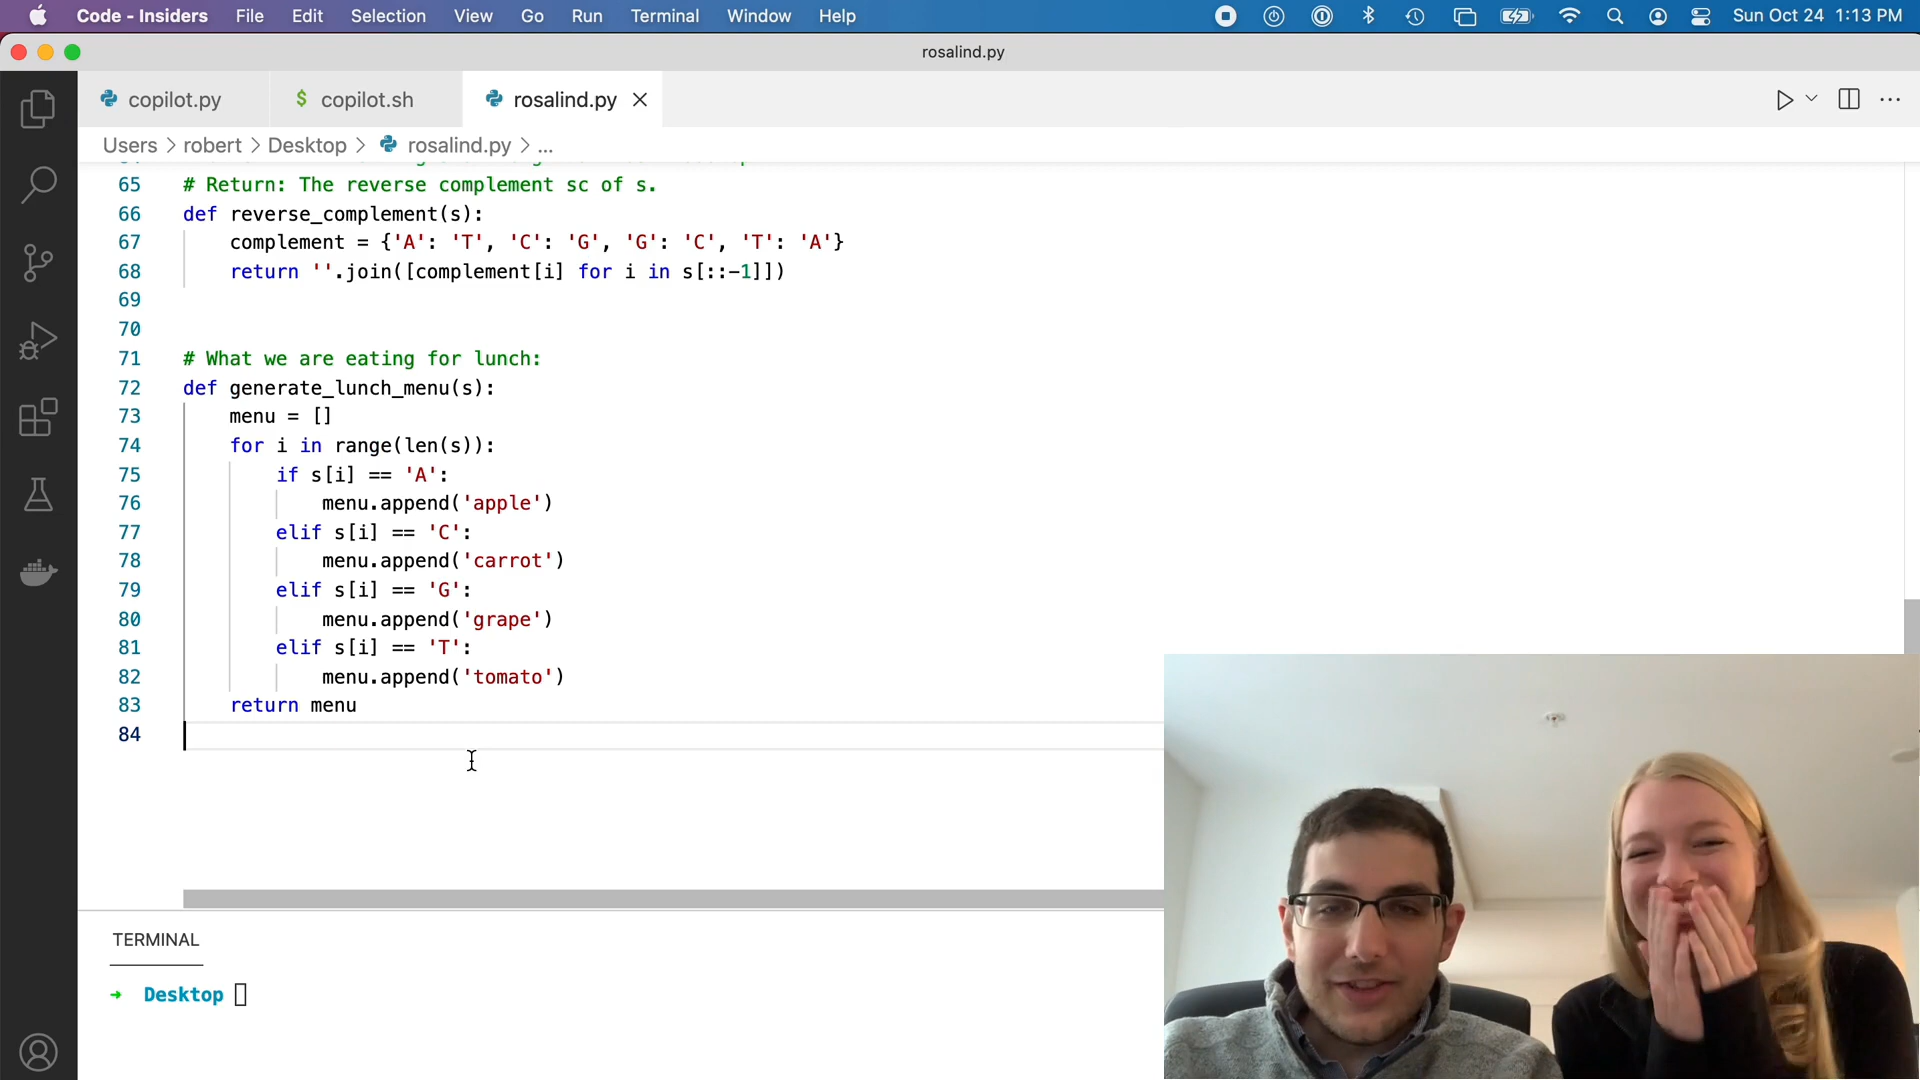 Code - Insiders File Edit Selection View Go Run Terminal Window Help Sun Oct 24 1:13 PM
rosalind.py
copilot.py $ copilot.sh rosalind.py
Users > robert > Desktop > rosalind.py > ...
65 # Return: The reverse complement sc of s.
66 def reverse_complement(s):
67 complement = {'A': 'T', 'C': 'G', 'G': 'C', 'T': 'A'}
68 return ''.join([complement[i] for i in s[::-1]])
69
70
71 # What we are eating for lunch:
72 def generate_lunch_menu(s):
73 menu = []
74 for i in range(len(s)):
75 if s[i] == 'A':
76 menu.append('apple')
77 elif s[i] == 'C':
78 menu.append('carrot')
79 elif s[i] == 'G':
80 menu.append('grape')
81 elif s[i] == 'T':
82 menu.append('tomato')
83 return menu
84
TERMINAL
→ Desktop